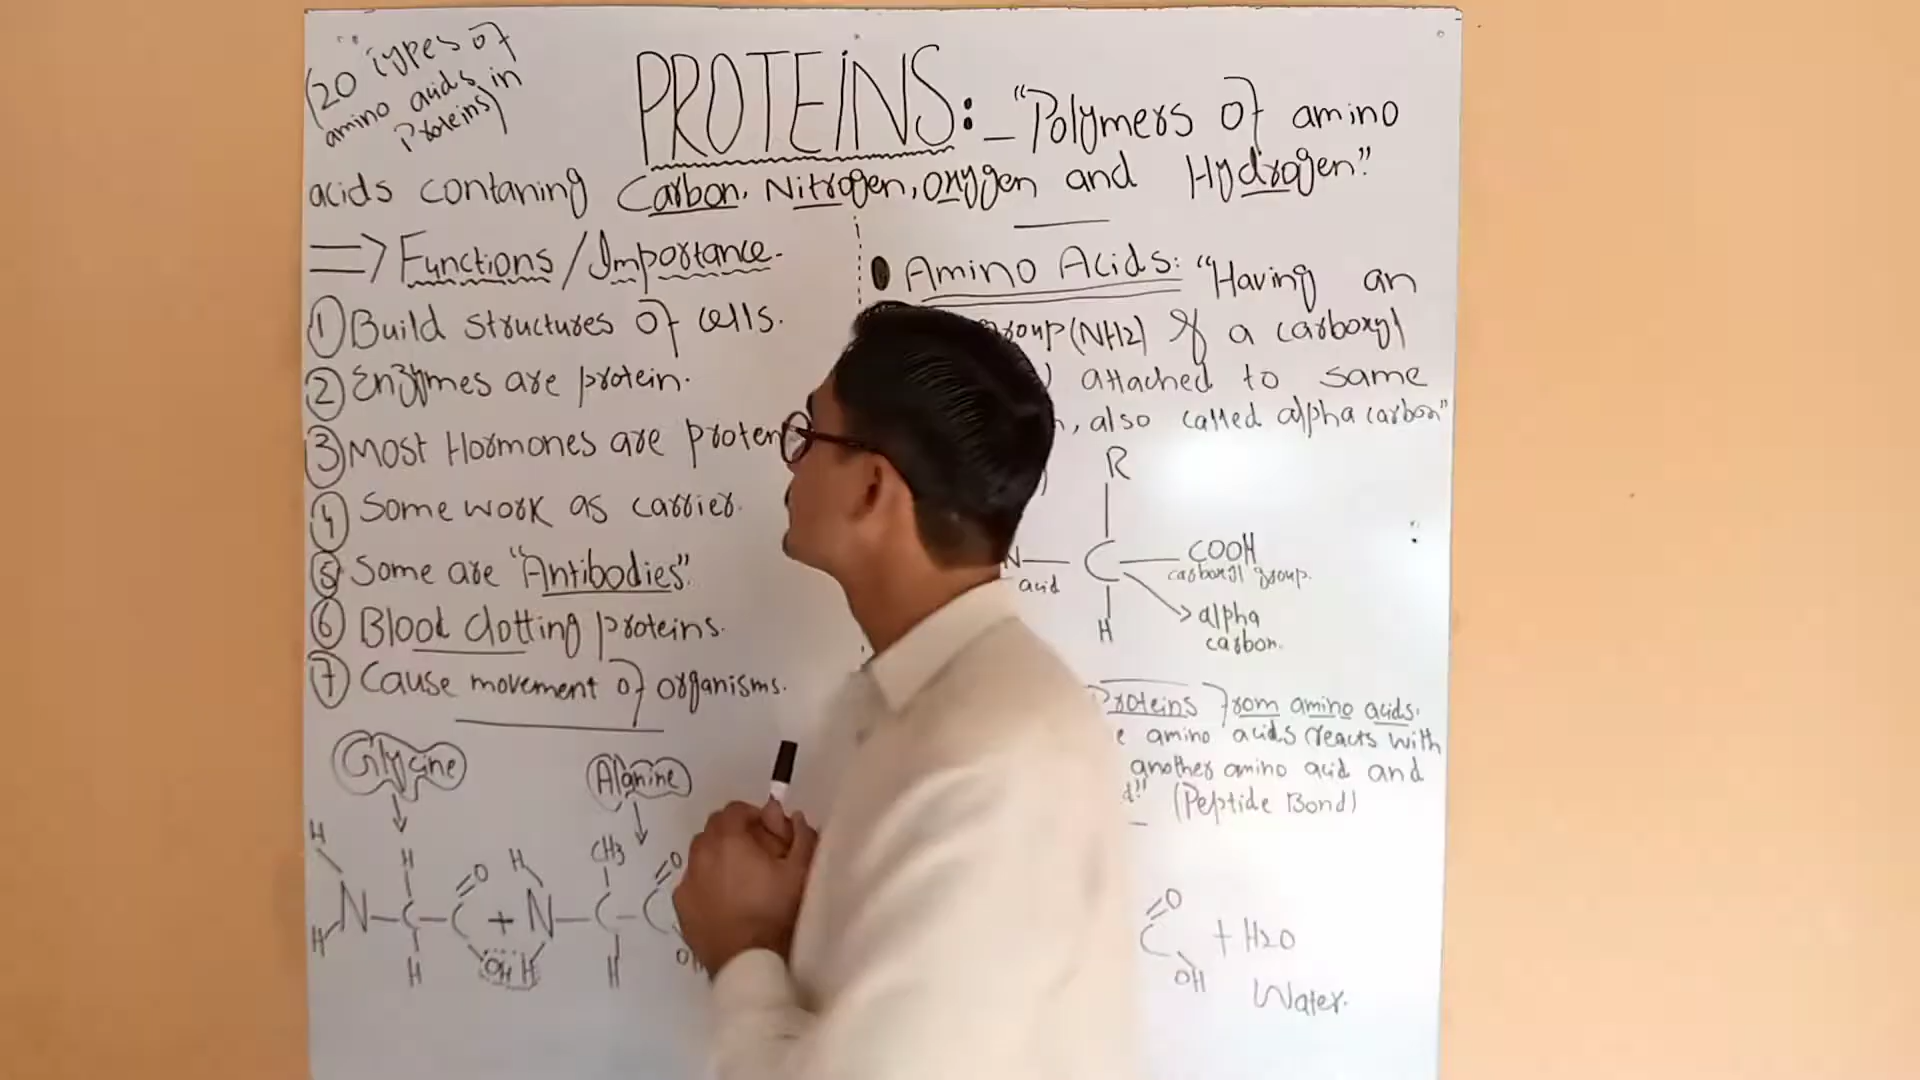 (20 Types of
amino acids in
Proteins)
PROTEINS: _ "Polymers of amino
acids contaning Carbon, Nitrogen, oxygen and Hydrogen"
=> Functions / Importance.
① Build structures of cells.
② Enzymes are protein.
③ Most Hormones are proten
④ Some work as carrier.
⑤ Some are "Antibodies".
⑥ Blood Clotting proteins.
⑦ Cause movement of organisms.
• Amino Acids: "Having an
group (NH2) & a carboxyl
) attached to same
, also called alpha carbon"
R
N — C — COOH
acid
carboxyl group.
H
alpha
carbon.
Proteins from amino acids.
amino acids reacts with
another amino acid and
" (Peptide Bond)
Glycine
Alanine
H H O H CH3 O
N — C — C + N — C — C
H H OH H H OH
O
C + H2O
OH
Water.